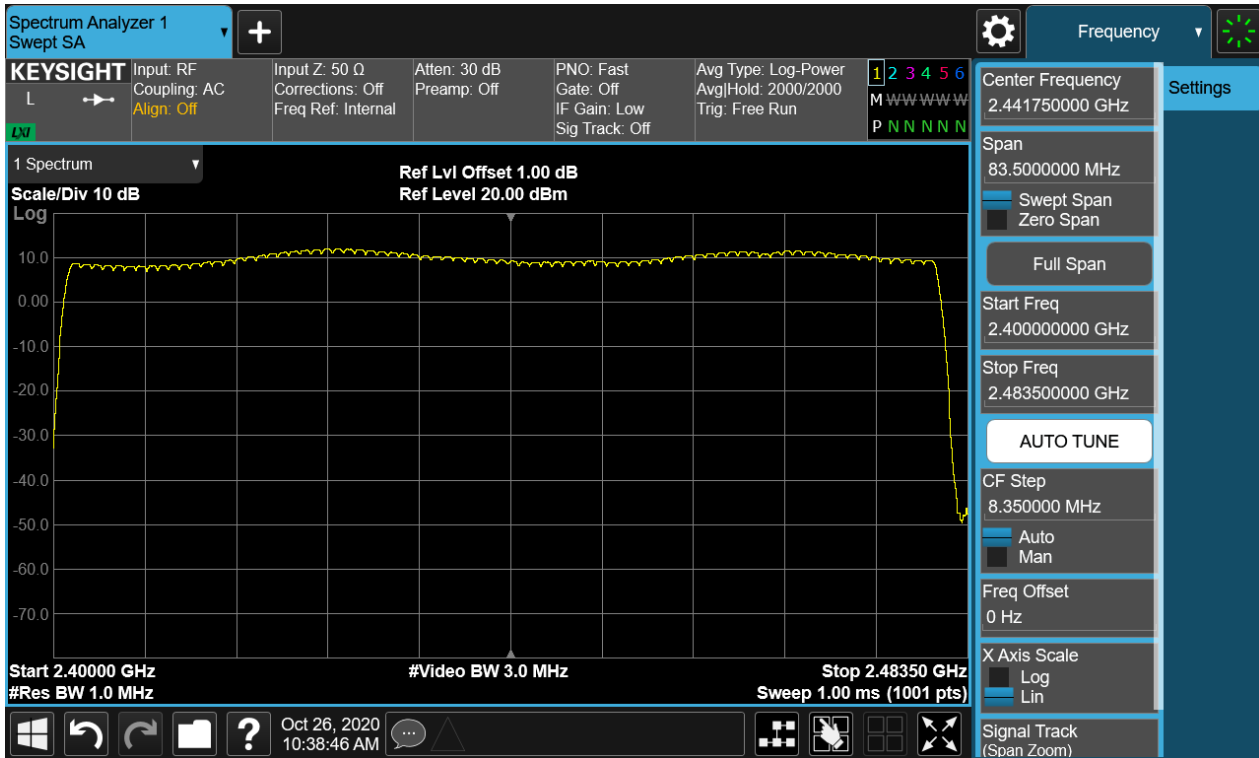 Spectrum Analyzer 1
Swept SA
+
Frequency
KEYSIGHT
L
LXI
Input: RF
Coupling: AC
Align: Off
Input Z: 50 Ω
Corrections: Off
Freq Ref: Internal
Atten: 30 dB
Preamp: Off
PNO: Fast
Gate: Off
IF Gain: Low
Sig Track: Off
Avg Type: Log-Power
Avg|Hold: 2000/2000
Trig: Free Run
1 2 3 4 5 6
M W W W W W
P N N N N N
1 Spectrum
Scale/Div 10 dB
Ref Lvl Offset 1.00 dB
Ref Level 20.00 dBm
Log
10.0
0.00
-10.0
-20.0
-30.0
-40.0
-50.0
-60.0
-70.0
Start 2.40000 GHz
#Res BW 1.0 MHz
#Video BW 3.0 MHz
Stop 2.48350 GHz
Sweep 1.00 ms (1001 pts)
Center Frequency
2.441750000 GHz
Settings
Span
83.5000000 MHz
Swept Span
Zero Span
Full Span
Start Freq
2.400000000 GHz
Stop Freq
2.483500000 GHz
AUTO TUNE
CF Step
8.350000 MHz
Auto
Man
Freq Offset
0 Hz
X Axis Scale
Log
Lin
Signal Track
(Span Zoom)
?
Oct 26, 2020
10:38:46 AM